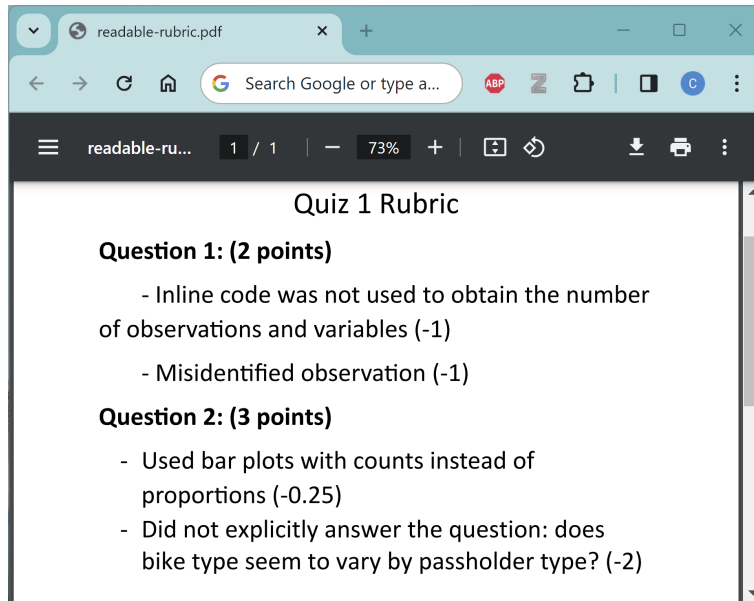 readable-rubric.pdf
Search Google or type a...
ABP
Z
C
readable-ru...
1 / 1
73%
Quiz 1 Rubric
Question 1: (2 points)
- Inline code was not used to obtain the number
of observations and variables (-1)
- Misidentified observation (-1)
Question 2: (3 points)
- Used bar plots with counts instead of
proportions (-0.25)
- Did not explicitly answer the question: does
bike type seem to vary by passholder type? (-2)